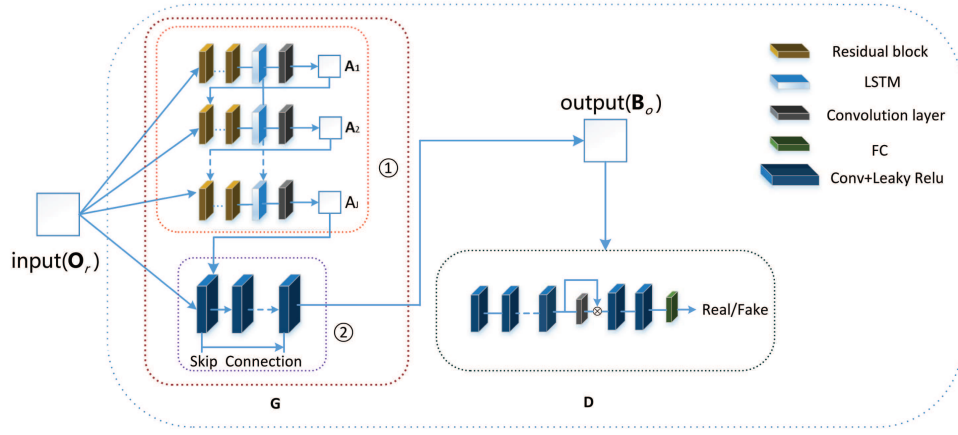 A1
A2
AJ
①
input(Or)
②
Skip Connection
G
output(Bo)
Real/Fake
D
Residual block
LSTM
Convolution layer
FC
Conv+Leaky Relu